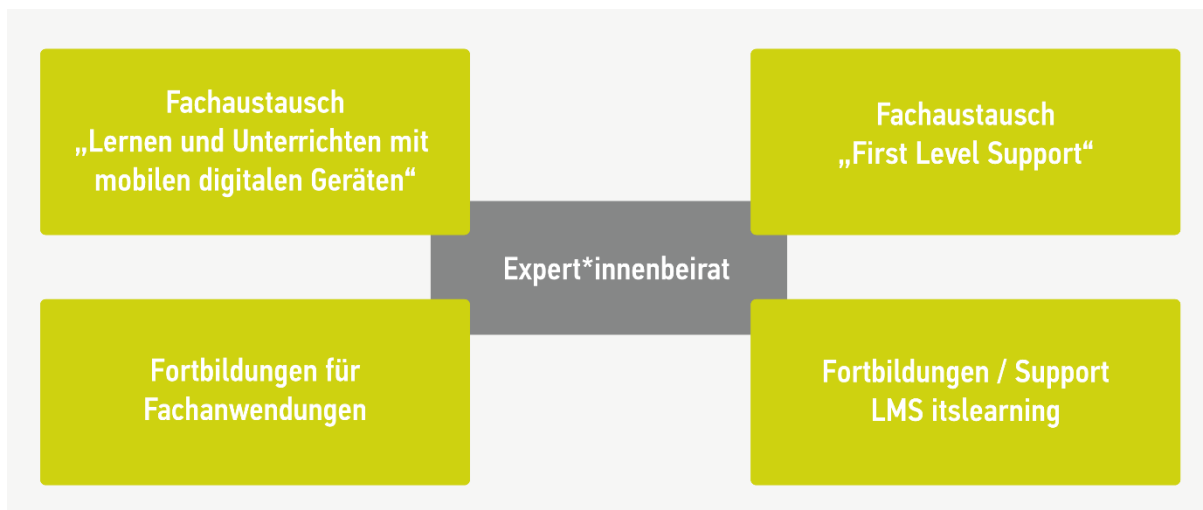 Fachaustausch
„Lernen und Unterrichten mit
mobilen digitalen Geräten“
Fachaustausch
„First Level Support“
Expert*innenbeirat
Fortbildungen für
Fachanwendungen
Fortbildungen / Support
LMS itslearning